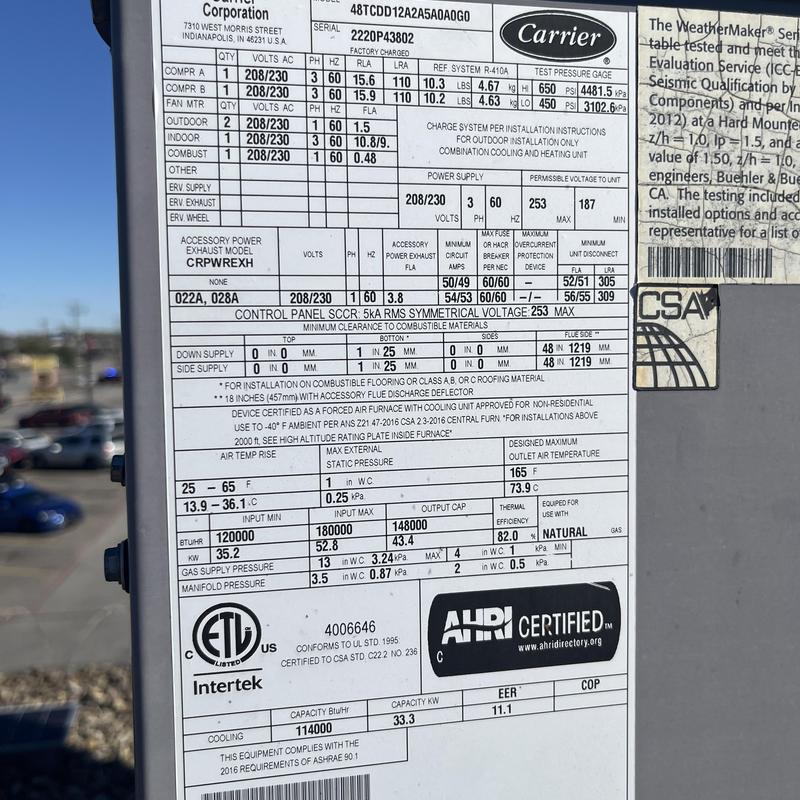 Carrier
Corporation
7310 WEST MORRIS STREET
INDIANAPOLIS, IN 46231 U.S.A.
MODEL 48TCDD12A2A5A0A0G0
SERIAL 2220P43802
FACTORY CHARGED
Carrier ®
QTY VOLTS AC PH HZ RLA LRA REF. SYSTEM R-410A TEST PRESSURE GAGE
COMPR A 1 208/230 3 60 15.6 110 10.3 LBS 4.67 kg HI 650 PSI 4481.5 kPa
COMPR B 1 208/230 3 60 15.9 110 10.2 LBS 4.63 kg LO 450 PSI 3102.6 kPa
FAN MTR QTY VOLTS AC PH HZ FLA
OUTDOOR 2 208/230 1 60 1.5
INDOOR 1 208/230 3 60 10.8/9.
COMBUST 1 208/230 1 60 0.48
OTHER
ERV. SUPPLY
ERV. EXHAUST
ERV. WHEEL
CHARGE SYSTEM PER INSTALLATION INSTRUCTIONS
FOR OUTDOOR INSTALLATION ONLY
COMBINATION COOLING AND HEATING UNIT
POWER SUPPLY PERMISSIBLE VOLTAGE TO UNIT
208/230 3 60 253 187
VOLTS PH HZ MAX MIN
ACCESSORY POWER EXHAUST MODEL CRPWREXH VOLTS PH HZ ACCESSORY POWER EXHAUST FLA MINIMUM CIRCUIT AMPS MAX FUSE OR HACR BREAKER PER NEC MAXIMUM OVERCURRENT PROTECTION DEVICE MINIMUM UNIT DISCONNECT
FLA LRA
NONE 50/49 60/60 – 52/51 305
022A, 028A 208/230 1 60 3.8 54/53 60/60 –/– 56/55 309
CONTROL PANEL SCCR: 5kA RMS SYMMETRICAL VOLTAGE: 253 MAX
MINIMUM CLEARANCE TO COMBUSTIBLE MATERIALS
TOP BOTTON * SIDES FLUE SIDE **
DOWN SUPPLY 0 IN. 0 MM. 1 IN. 25 MM. 0 IN. 0 MM. 48 IN. 1219 MM.
SIDE SUPPLY 0 IN. 0 MM. 1 IN. 25 MM. 0 IN. 0 MM. 48 IN. 1219 MM.
* FOR INSTALLATION ON COMBUSTIBLE FLOORING OR CLASS A,B, OR C ROOFING MATERIAL
** 18 INCHES (457mm) WITH ACCESSORY FLUE DISCHARGE DEFLECTOR
DEVICE CERTIFIED AS A FORCED AIR FURNACE WITH COOLING UNIT APPROVED FOR NON-RESIDENTIAL
USE TO -40° F AMBIENT PER ANS Z21.47-2016 CSA 2.3-2016 CENTRAL FURN. *FOR INSTALLATIONS ABOVE
2000 ft, SEE HIGH ALTITUDE RATING PLATE INSIDE FURNACE*
AIR TEMP RISE MAX EXTERNAL STATIC PRESSURE DESIGNED MAXIMUM OUTLET AIR TEMPERATURE
25 – 65 F 1 in W.C 165 F
13.9 – 36.1 C 0.25 kPa. 73.9 C
INPUT MIN INPUT MAX OUTPUT CAP THERMAL EFFICIENCY EQUIPED FOR USE WITH
BTU/HR 120000 180000 148000 82.0 % NATURAL GAS
KW 35.2 52.8 43.4
GAS SUPPLY PRESSURE 13 in W.C. 3.24 kPa. MAX 4 in W.C. 1 kPa. MIN
MANIFOLD PRESSURE 3.5 in W.C. 0.87 kPa. 2 in W.C. 0.5 kPa.
C ETL LISTED US
Intertek
4006646
CONFORMS TO UL STD. 1995
CERTIFIED TO CSA STD. C22.2 NO. 236
AHRI CERTIFIED™
www.ahridirectory.org
C
CAPACITY Btu/Hr CAPACITY KW EER COP
COOLING 114000 33.3 11.1
THIS EQUIPMENT COMPLIES WITH THE
2016 REQUIREMENTS OF ASHRAE 90.1
The WeatherMaker® Seri
table tested and meet th
Evaluation Service (ICC-E
Seismic Qualification by
Components) and per/In
2012) at a Hard Mounte
z/h = 1.0, Ip = 1.5, and a
value of 1.50, z/h = 1.0,
engineers, Buehler & Bue
CA. The testing included
installed options and acc
representative for a list of
CSA